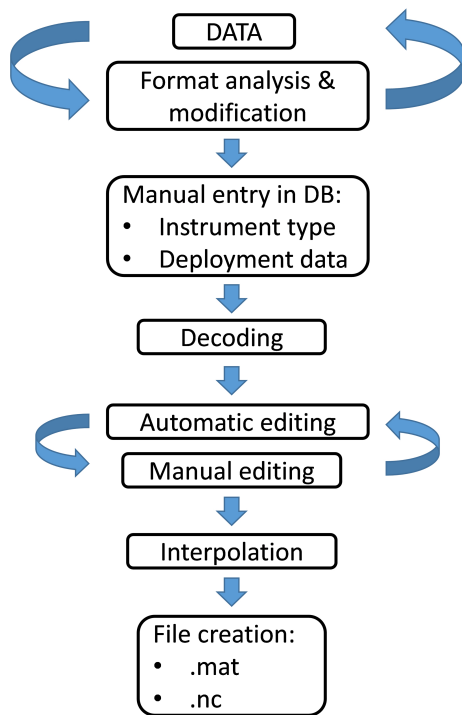 DATA
Format analysis &
modification
Manual entry in DB:
• Instrument type
• Deployment data
Decoding
Automatic editing
Manual editing
Interpolation
File creation:
• .mat
• .nc